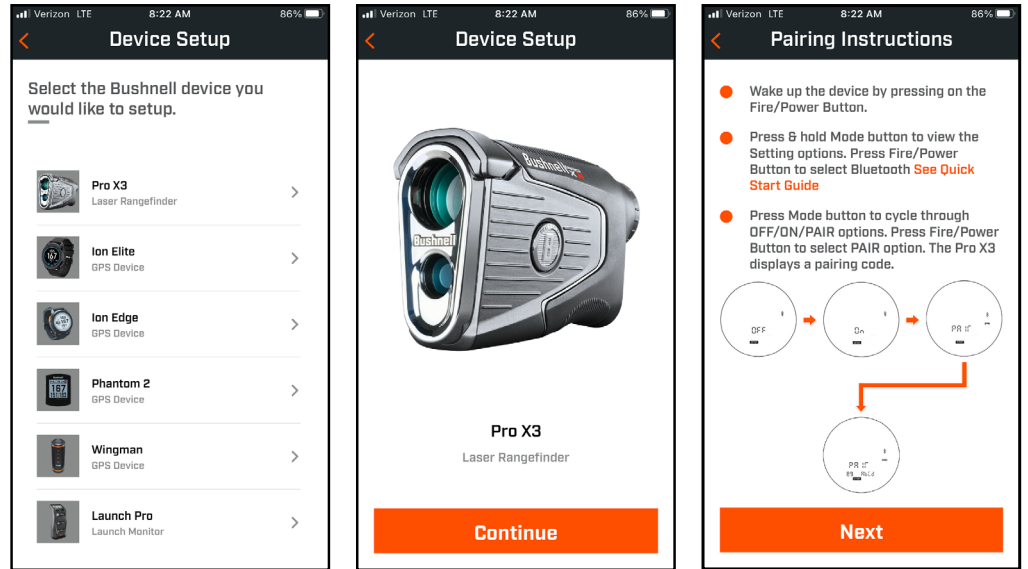 Verizon LTE 8:22 AM 86%
Device Setup
Select the Bushnell device you
would like to setup.
Pro X3
Laser Rangefinder
Ion Elite
GPS Device
Ion Edge
GPS Device
Phantom 2
GPS Device
Wingman
GPS Device
Launch Pro
Launch Monitor
Verizon LTE 8:22 AM 86%
Device Setup
Bushnell
Bushnell
Pro X3
Laser Rangefinder
Continue
Verizon LTE 8:22 AM 86%
Pairing Instructions
Wake up the device by pressing on the
Fire/Power Button.
Press & hold Mode button to view the
Setting options. Press Fire/Power
Button to select Bluetooth See Quick
Start Guide
Press Mode button to cycle through
OFF/ON/PAIR options. Press Fire/Power
Button to select PAIR option. The Pro X3
displays a pairing code.
OFF
On
PAIr
PAIr
Next